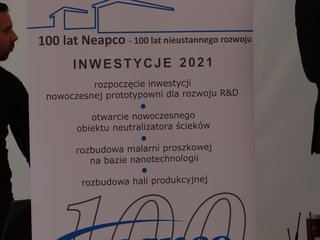 100 lat Neapco - 100 lat nieustannego rozwoju
INWESTYCJE 2021
rozpoczęcie inwestycji
nowoczesnej prototypowni dla rozwoju R&D
otwarcie nowoczesnego
obiektu neutralizatora ścieków
rozbudowa malarni proszkowej
na bazie nanotechnologii
rozbudowa hali produkcyjnej
100